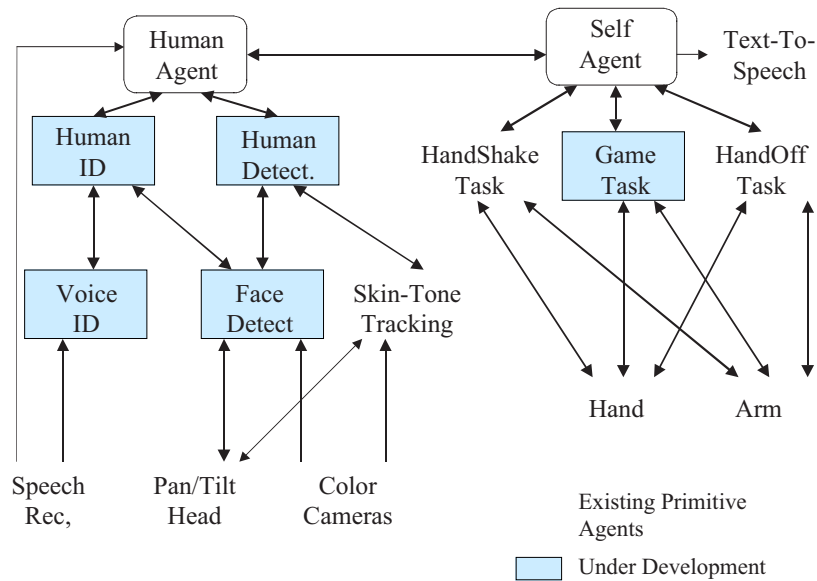 Human
Agent
Self
Agent
Text-To-
Speech
Human
ID
Human
Detect.
HandShake
Task
Game
Task
HandOff
Task
Voice
ID
Face
Detect
Skin-Tone
Tracking
Hand
Arm
Speech
Rec,
Pan/Tilt
Head
Color
Cameras
Existing Primitive
Agents
Under Development